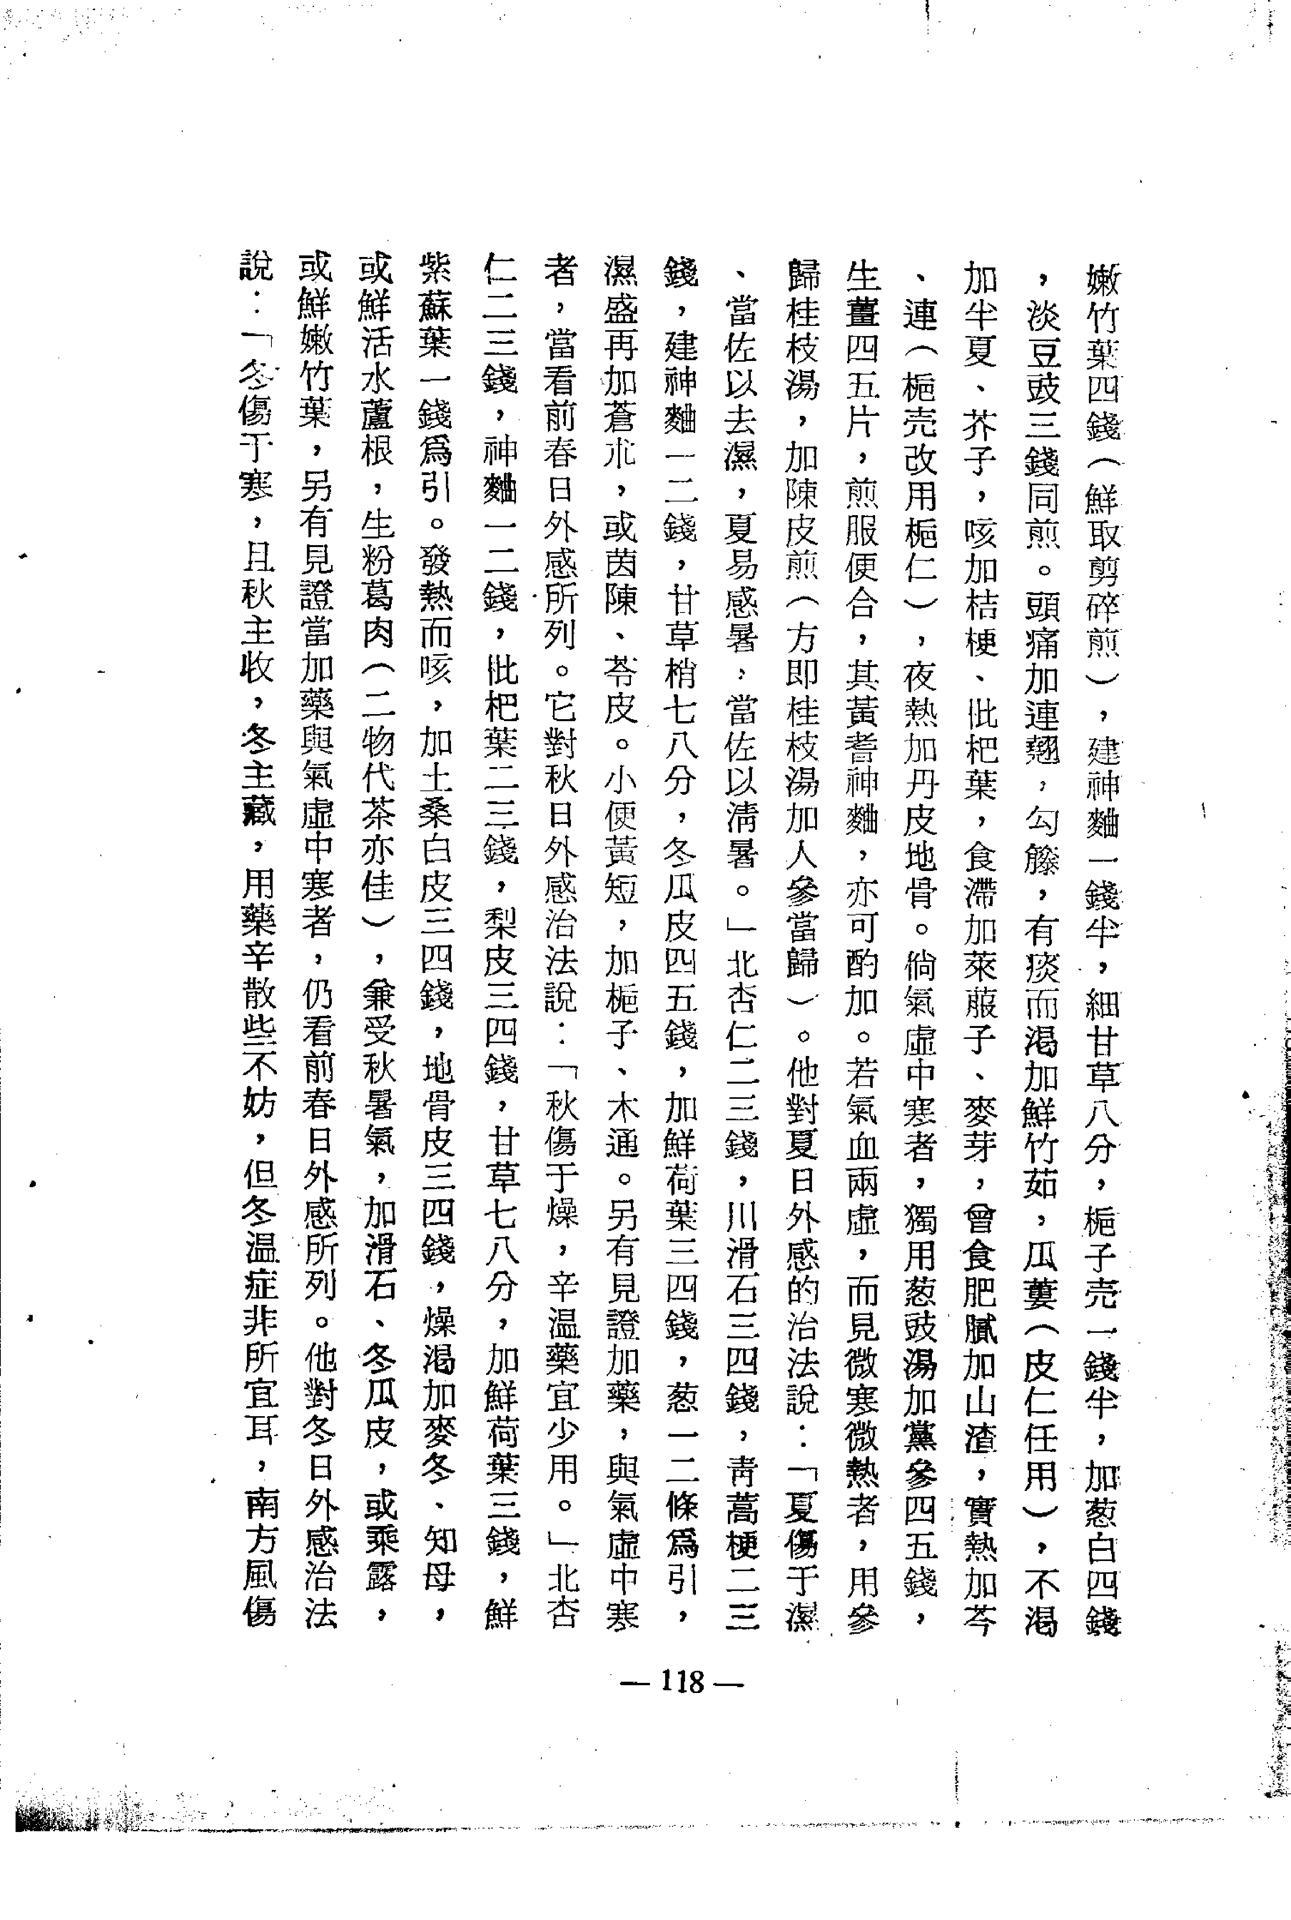 嫩竹葉四錢（鮮取剪碎煎），建神麯一錢半，細甘草八分，梔子壳一錢半，加葱白四錢
，淡豆豉三錢同煎。頭痛加連翹，勾籐，有痰而渴加鮮竹茹，瓜蔞（皮仁任用），不渴
加半夏、芥子，咳加桔梗、枇杷葉，食滯加萊菔子、麥芽，曾食肥膩加山渣，實熱加芩
、連（梔壳改用梔仁），夜熱加丹皮地骨。倘氣虛中寒者，獨用葱豉湯加黨參四五錢，
生薑四五片，煎服便合，其黃耆神麯，亦可酌加。若氣血兩虛，而見微寒微熱者，用參
歸桂枝湯，加陳皮煎（方即桂枝湯加人參當歸）。他對夏日外感的治法說：「夏傷于濕
、當佐以去濕，夏易感暑，當佐以清暑。」北杏仁二三錢，川滑石三四錢，靑蒿梗二三
錢，建神麯一二錢，甘草梢七八分，冬瓜皮四五錢，加鮮荷葉三四錢，葱一二條爲引，
濕盛再加蒼朮，或茵陳、苓皮。小便黃短，加梔子、木通。另有見證加藥，與氣虛中寒
者，當看前春日外感所列。它對秋日外感治法說：「秋傷于燥，辛温藥宜少用。」北杏
仁二三錢，神麯一二錢，枇杷葉二三錢，梨皮三四錢，甘草七八分，加鮮荷葉三錢，鮮
紫蘇葉一錢爲引。發熱而咳，加土桑白皮三四錢，地骨皮三四錢，燥渴加麥冬、知母，
或鮮活水蘆根，生粉葛肉（二物代茶亦佳），兼受秋暑氣，加滑石、冬瓜皮，或乘露，
或鮮嫩竹葉，另有見證當加藥與氣虛中寒者，仍看前春日外感所列。他對冬日外感治法
說：「冬傷于寒，且秋主收，冬主藏，用藥辛散些不妨，但冬温症非所宜耳，南方風傷
— 118 —